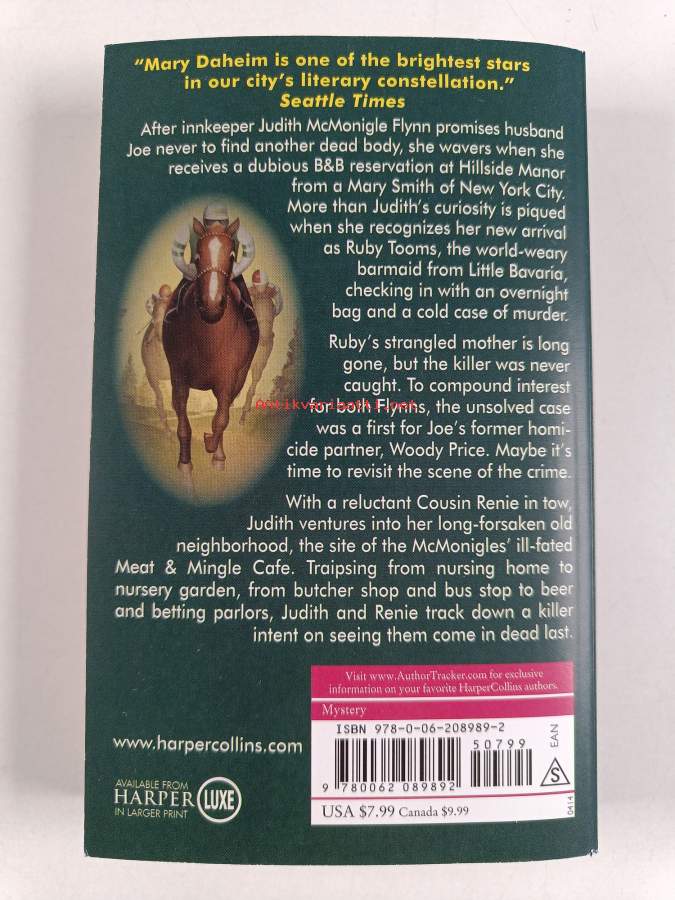 “Mary Daheim is one of the brightest stars
in our city’s literary constellation.”
Seattle Times
After innkeeper Judith McMonigle Flynn promises husband
Joe never to find another dead body, she wavers when she
receives a dubious B&B reservation at Hillside Manor
from a Mary Smith of New York City.
More than Judith’s curiosity is piqued
when she recognizes her new arrival
as Ruby Tooms, the world-weary
barmaid from Little Bavaria,
checking in with an overnight
bag and a cold case of murder.
Ruby’s strangled mother is long
gone, but the killer was never
caught. To compound interest
for both Flynns, the unsolved case
was a first for Joe’s former homi-
cide partner, Woody Price. Maybe it’s
time to revisit the scene of the crime.
With a reluctant Cousin Renie in tow,
Judith ventures into her long-forsaken old
neighborhood, the site of the McMonigles’ ill-fated
Meat & Mingle Cafe. Traipsing from nursing home to
nursery garden, from butcher shop and bus stop to beer
and betting parlors, Judith and Renie track down a killer
intent on seeing them come in dead last.
Antikvariaatti.net
Visit www.AuthorTracker.com for exclusive
information on your favorite HarperCollins authors.
Mystery
ISBN 978-0-06-208989-2
50799
EAN
S
9 780062 089892
0414
USA $7.99 Canada $9.99
www.harpercollins.com
AVAILABLE FROM
HARPER LUXE
IN LARGER PRINT